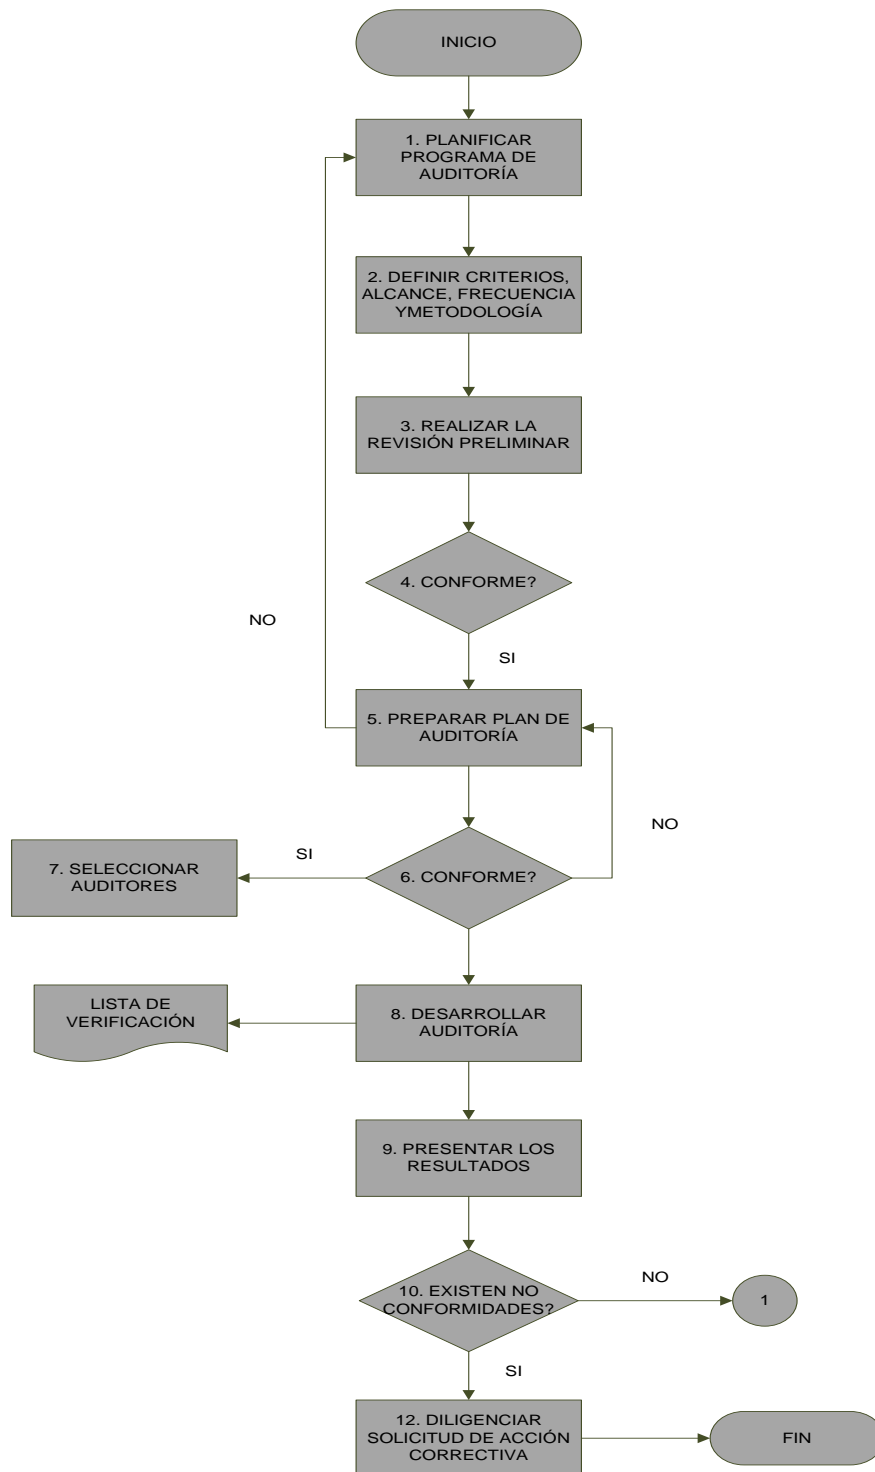 INICIO
1. PLANIFICAR
PROGRAMA DE
AUDITORÍA
2. DEFINIR CRITERIOS,
ALCANCE, FRECUENCIA
YMETODOLOGÍA
3. REALIZAR LA
REVISIÓN PRELIMINAR
4. CONFORME?
NO
SI
5. PREPARAR PLAN DE
AUDITORÍA
NO
SI
7. SELECCIONAR
AUDITORES
6. CONFORME?
LISTA DE
VERIFICACIÓN
8. DESARROLLAR
AUDITORÍA
9. PRESENTAR LOS
RESULTADOS
10. EXISTEN NO
CONFORMIDADES?
NO
1
SI
12. DILIGENCIAR
SOLICITUD DE ACCIÓN
CORRECTIVA
FIN